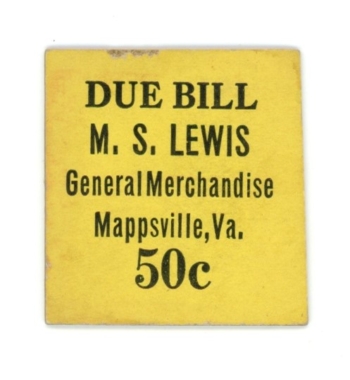 DUE BILL
M. S. LEWIS
General Merchandise
Mappsville, Va.
50c